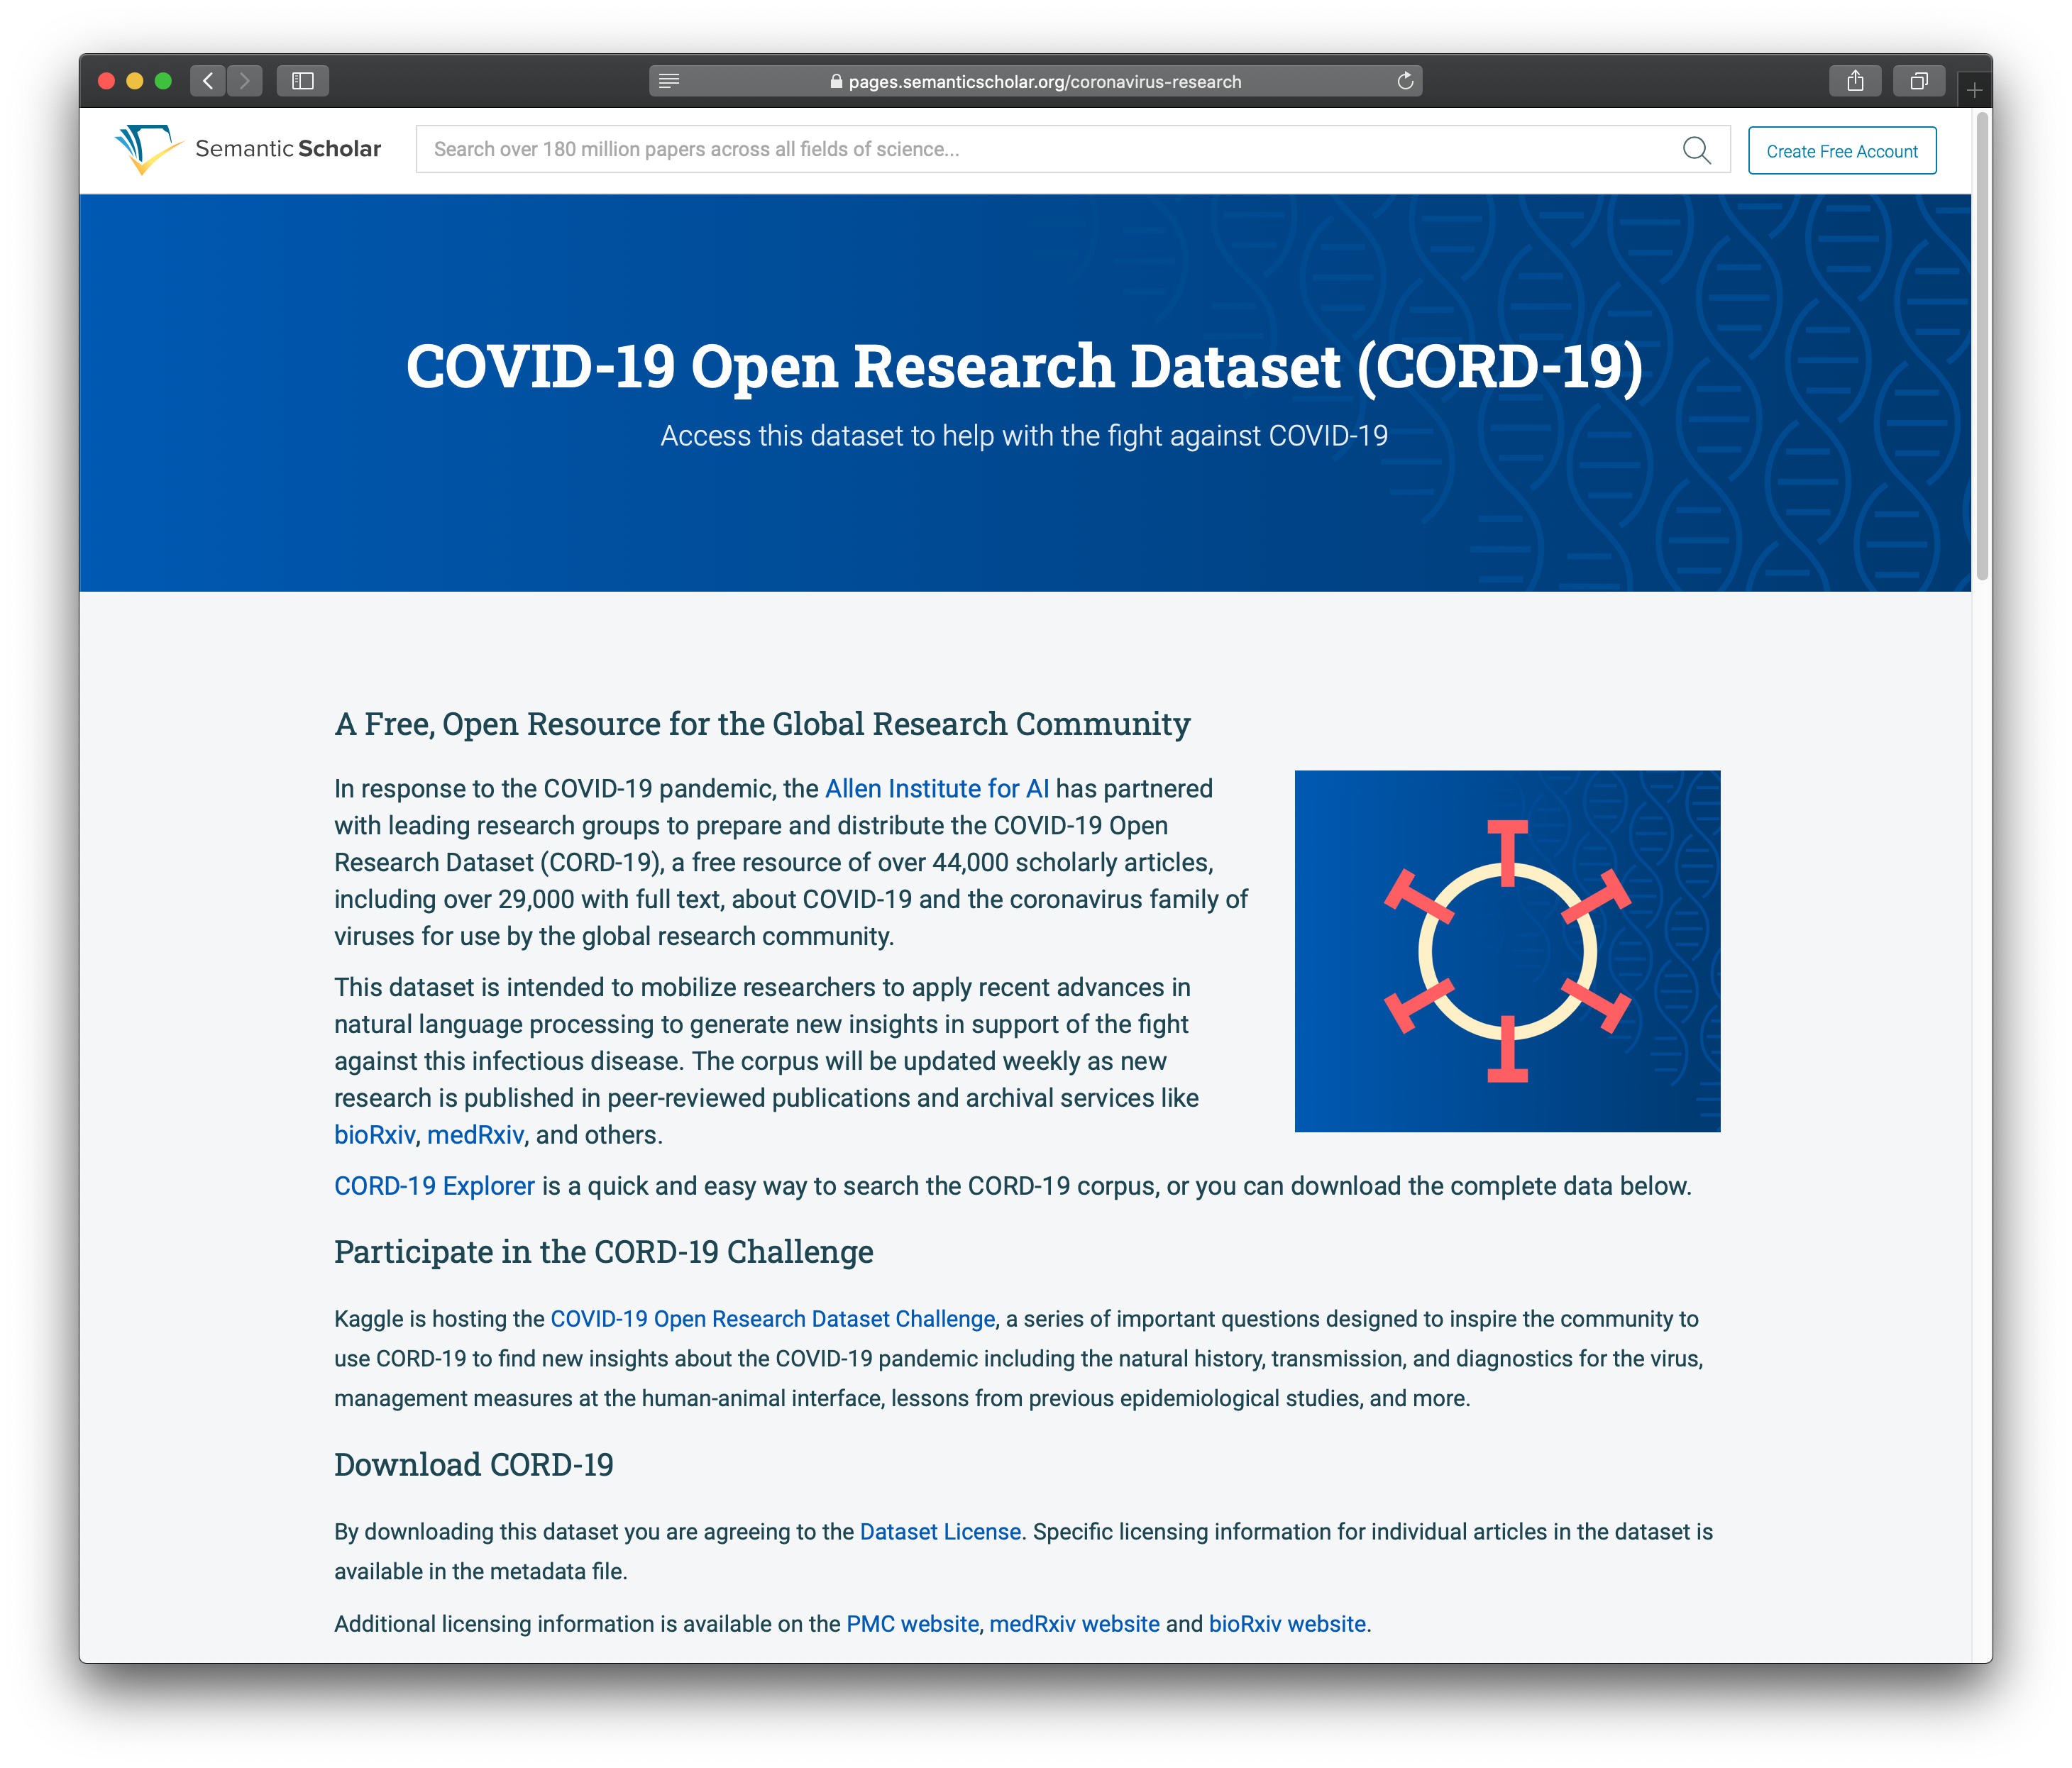 pages.semanticscholar.org/coronavirus-research
Semantic Scholar
Search over 180 million papers across all fields of science...
Create Free Account
COVID-19 Open Research Dataset (CORD-19)
Access this dataset to help with the fight against COVID-19
A Free, Open Resource for the Global Research Community
In response to the COVID-19 pandemic, the Allen Institute for AI has partnered
with leading research groups to prepare and distribute the COVID-19 Open
Research Dataset (CORD-19), a free resource of over 44,000 scholarly articles,
including over 29,000 with full text, about COVID-19 and the coronavirus family of
viruses for use by the global research community.
This dataset is intended to mobilize researchers to apply recent advances in
natural language processing to generate new insights in support of the fight
against this infectious disease. The corpus will be updated weekly as new
research is published in peer-reviewed publications and archival services like
bioRxiv, medRxiv, and others.
CORD-19 Explorer is a quick and easy way to search the CORD-19 corpus, or you can download the complete data below.
Participate in the CORD-19 Challenge
Kaggle is hosting the COVID-19 Open Research Dataset Challenge, a series of important questions designed to inspire the community to
use CORD-19 to find new insights about the COVID-19 pandemic including the natural history, transmission, and diagnostics for the virus,
management measures at the human-animal interface, lessons from previous epidemiological studies, and more.
Download CORD-19
By downloading this dataset you are agreeing to the Dataset License. Specific licensing information for individual articles in the dataset is
available in the metadata file.
Additional licensing information is available on the PMC website, medRxiv website and bioRxiv website.